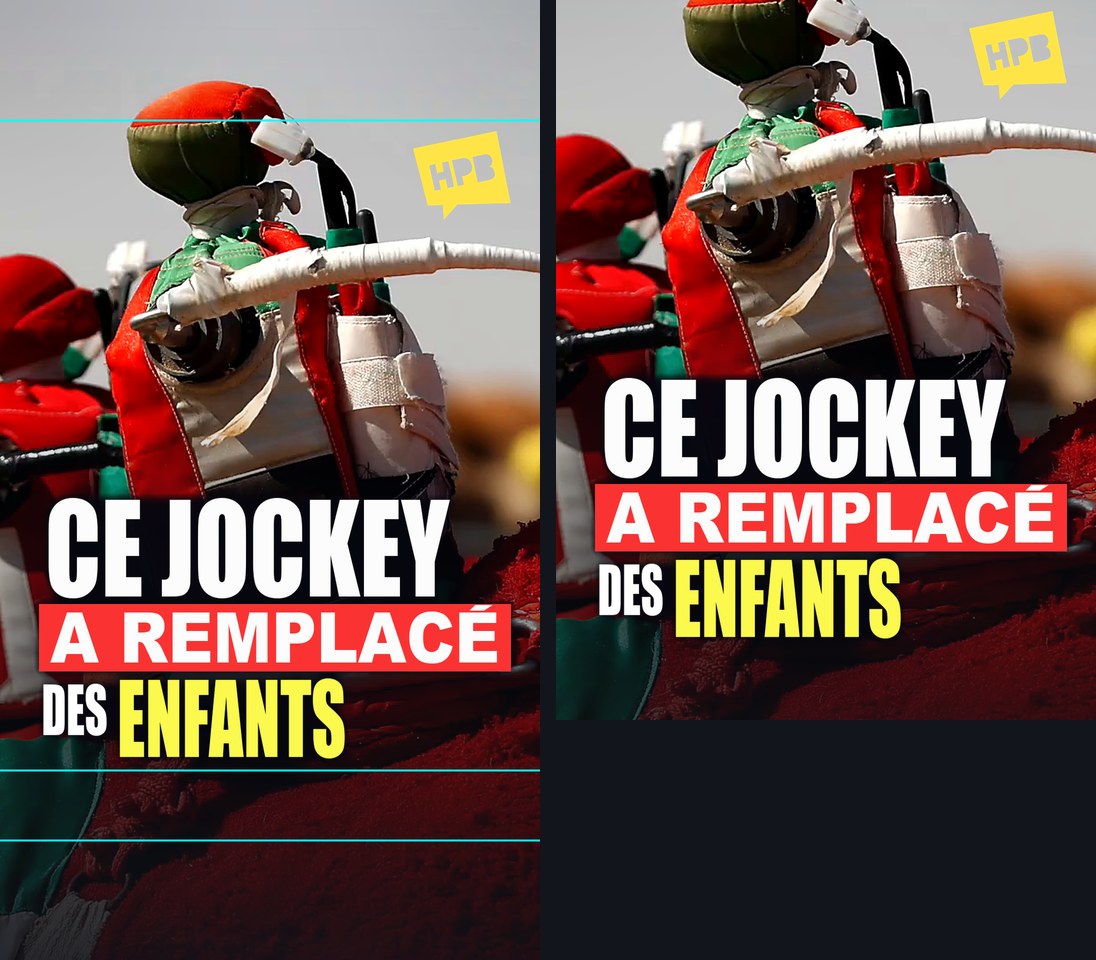 HPB
CE JOCKEY
A REMPLACÉ
DES ENFANTS
HPB
CE JOCKEY
A REMPLACÉ
DES ENFANTS